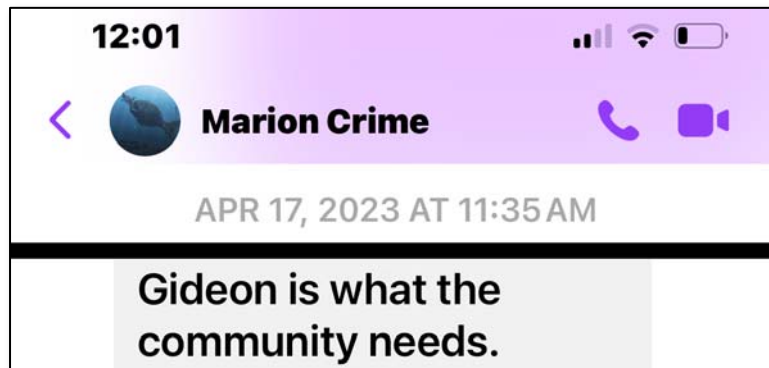 12:01
Marion Crime
APR 17, 2023 AT 11:35 AM
Gideon is what the
community needs.